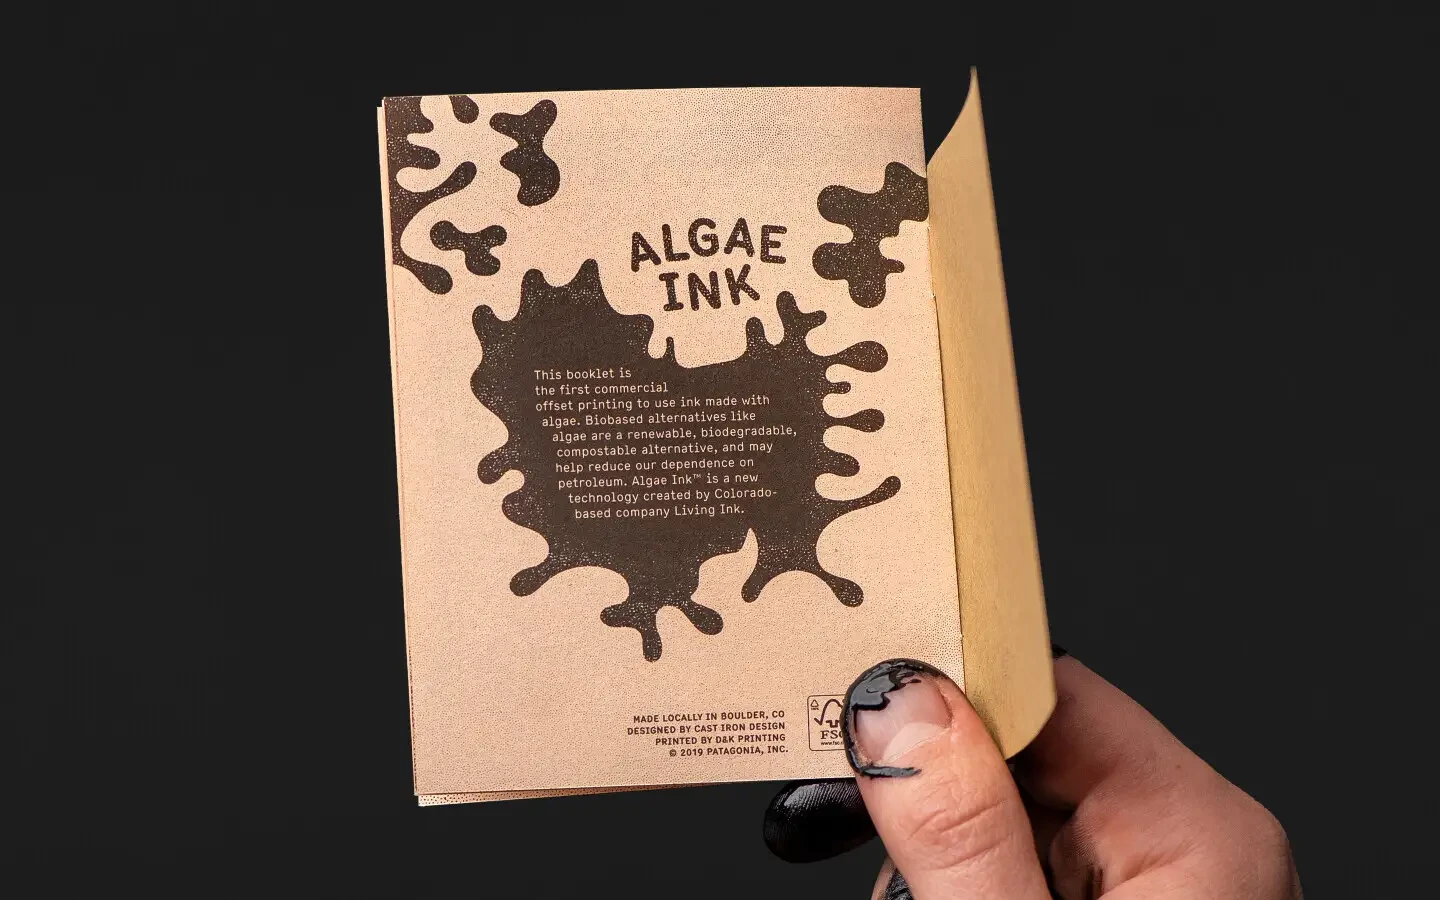 ALGAE
INK
This booklet is
the first commercial
offset printing to use ink made with
algae. Biobased alternatives like
algae are a renewable, biodegradable,
compostable alternative, and may
help reduce our dependence on
petroleum. Algae Ink™ is a new
technology created by Colorado-
based company Living Ink.
MADE LOCALLY IN BOULDER, CO
DESIGNED BY CAST IRON DESIGN
PRINTED BY D&K PRINTING
© 2019 PATAGONIA, INC.